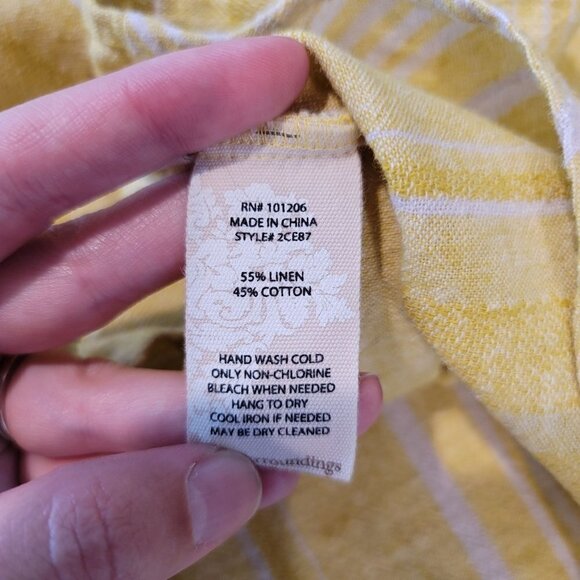 RN# 101206
MADE IN CHINA
STYLE# 2CE87
55% LINEN
45% COTTON
HAND WASH COLD
ONLY NON-CHLORINE
BLEACH WHEN NEEDED
HANG TO DRY
COOL IRON IF NEEDED
MAY BE DRY CLEANED